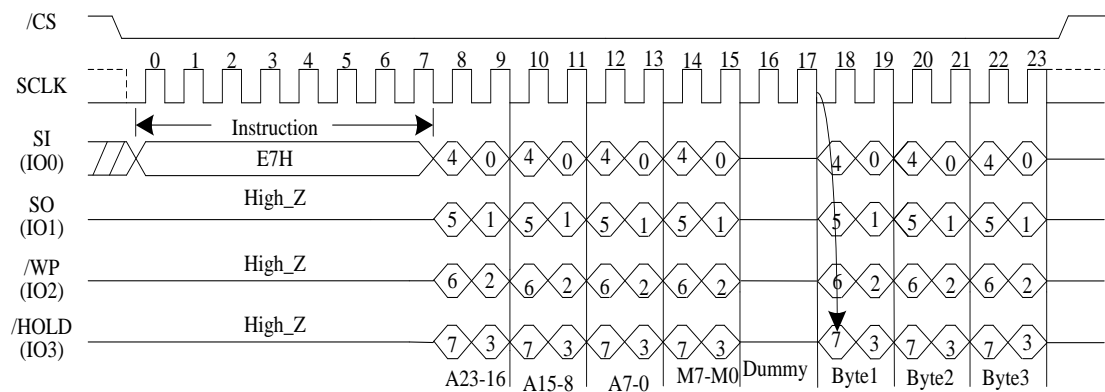 /CS
0 1 2 3 4 5 6 7 8 9 10 11 12 13 14 15 16 17 18 19 20 21 22 23
SCLK
Instruction
SI
(IO0)
E7H
4 0 4 0 4 0 4 0 4 0 4 0 4 0
SO
(IO1)
High_Z
5 1 5 1 5 1 5 1 5 1 5 1 5 1
/WP
(IO2)
High_Z
6 2 6 2 6 2 6 2 6 2 6 2 6 2
/HOLD
(IO3)
High_Z
7 3 7 3 7 3 7 3 7 3 7 3 7 3
A23-16 A15-8 A7-0 M7-M0 Dummy Byte1 Byte2 Byte3